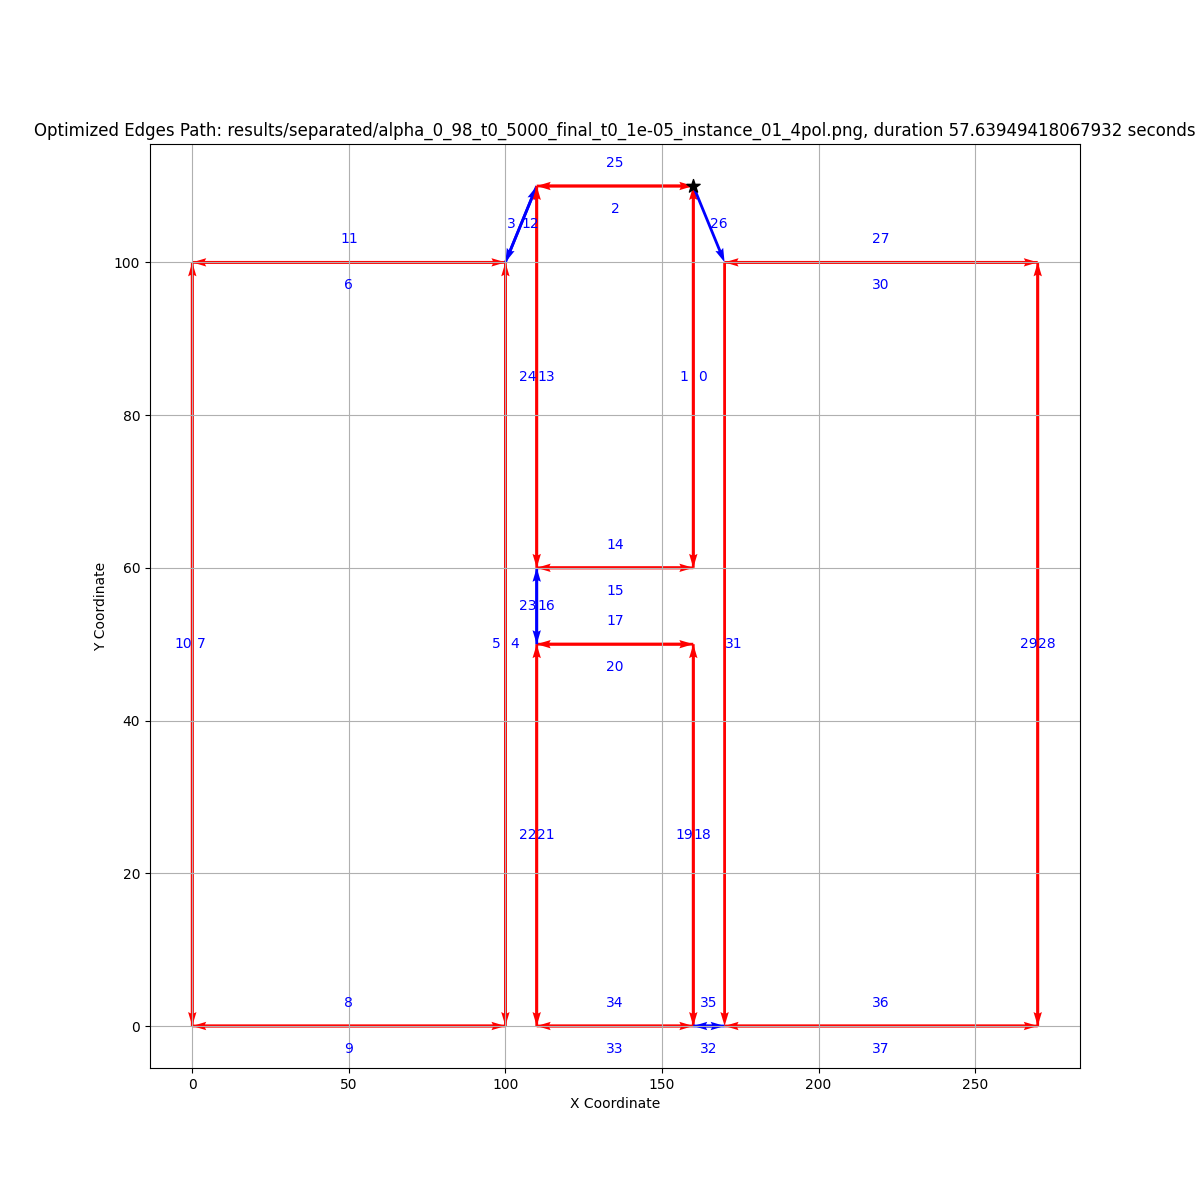 Optimized Edges Path: results/separated/alpha_0_98_t0_5000_final_t0_1e-05_instance_01_4pol.png, duration 57.63949418067932 seconds
25
2
3 12 26
11 27
100
6 30
24 13 1 0
80
60
14
15
23 16
17
10 7 5 4 31 29 28
20
40
22 21 19 18
20
8 34 35 36
0
9 33 32 37
0 50 100 150 200 250
X Coordinate
Y Coordinate